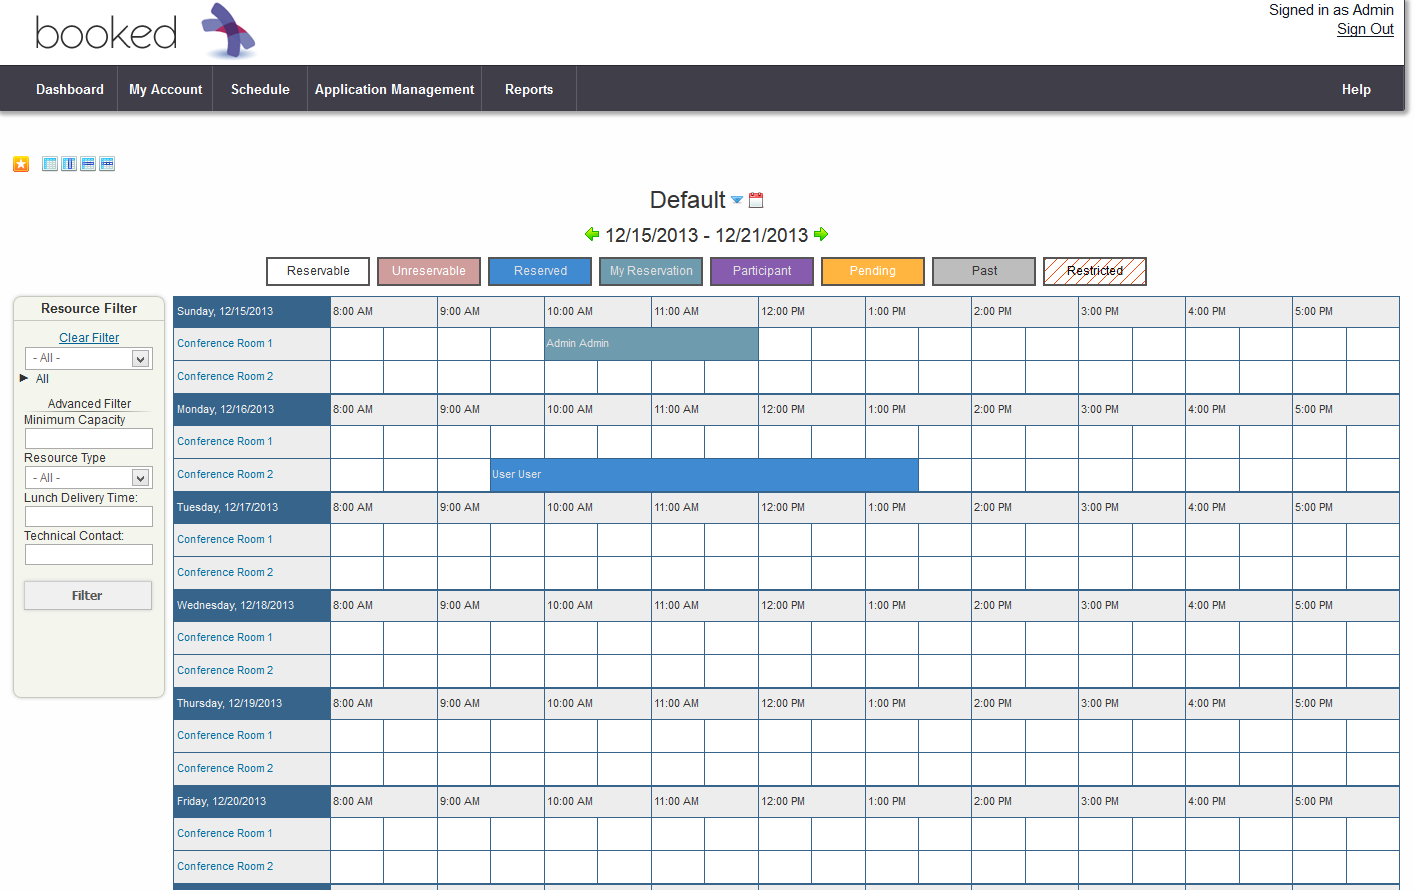 booked
Signed in as Admin
Sign Out
Dashboard My Account Schedule Application Management Reports Help
Default
12/15/2013 - 12/21/2013
Reservable Unreservable Reserved My Reservation Participant Pending Past Restricted
Resource Filter
Clear Filter
- All -
All
Advanced Filter
Minimum Capacity
Resource Type
- All -
Lunch Delivery Time:
Technical Contact:
Filter
Sunday, 12/15/2013 8:00 AM 9:00 AM 10:00 AM 11:00 AM 12:00 PM 1:00 PM 2:00 PM 3:00 PM 4:00 PM 5:00 PM
Conference Room 1 Admin Admin
Conference Room 2
Monday, 12/16/2013 8:00 AM 9:00 AM 10:00 AM 11:00 AM 12:00 PM 1:00 PM 2:00 PM 3:00 PM 4:00 PM 5:00 PM
Conference Room 1
Conference Room 2 User User
Tuesday, 12/17/2013 8:00 AM 9:00 AM 10:00 AM 11:00 AM 12:00 PM 1:00 PM 2:00 PM 3:00 PM 4:00 PM 5:00 PM
Conference Room 1
Conference Room 2
Wednesday, 12/18/2013 8:00 AM 9:00 AM 10:00 AM 11:00 AM 12:00 PM 1:00 PM 2:00 PM 3:00 PM 4:00 PM 5:00 PM
Conference Room 1
Conference Room 2
Thursday, 12/19/2013 8:00 AM 9:00 AM 10:00 AM 11:00 AM 12:00 PM 1:00 PM 2:00 PM 3:00 PM 4:00 PM 5:00 PM
Conference Room 1
Conference Room 2
Friday, 12/20/2013 8:00 AM 9:00 AM 10:00 AM 11:00 AM 12:00 PM 1:00 PM 2:00 PM 3:00 PM 4:00 PM 5:00 PM
Conference Room 1
Conference Room 2